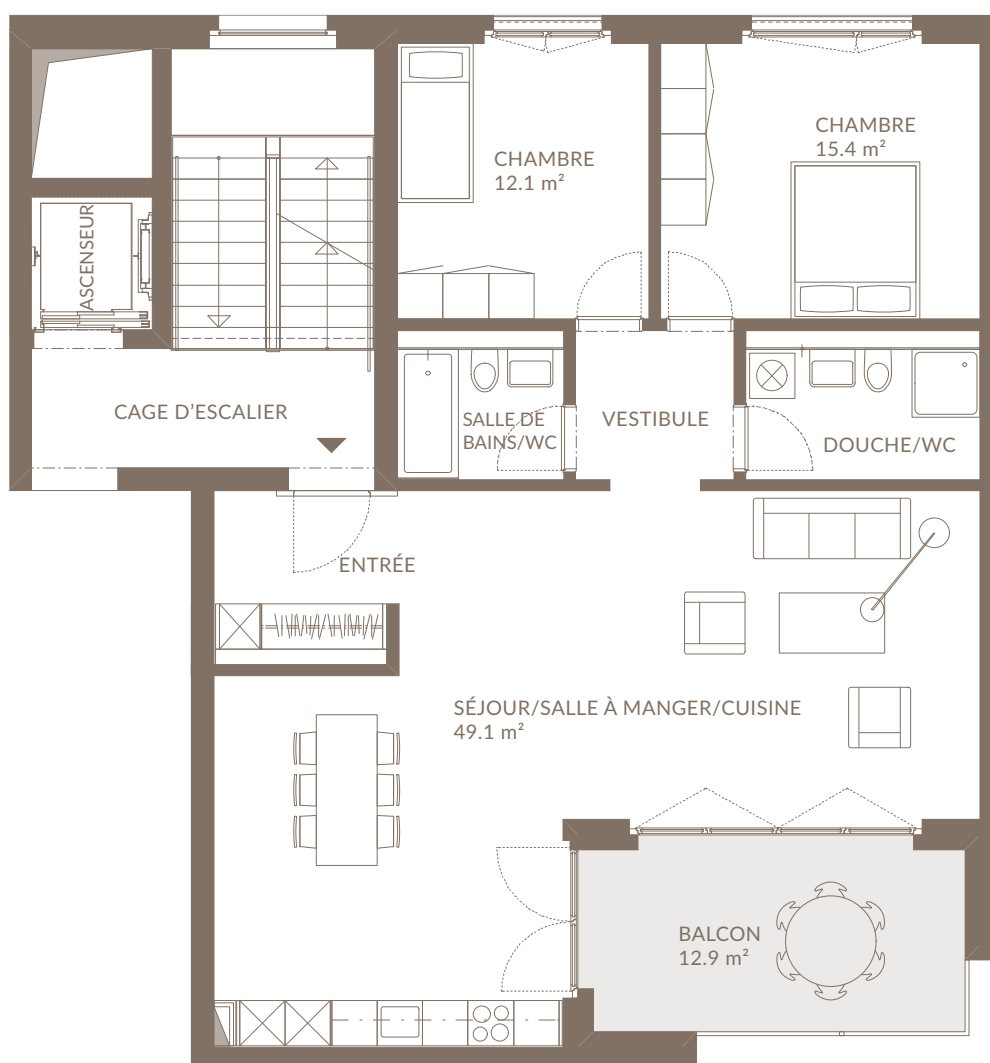 CHAMBRE
15.4 m²
CHAMBRE
12.1 m²
ASCENSEUR
CAGE D'ESCALIER
SALLE DE
BAINS/WC
VESTIBULE
DOUCHE/WC
ENTRÉE
SÉJOUR/SALLE À MANGER/CUISINE
49.1 m²
BALCON
12.9 m²